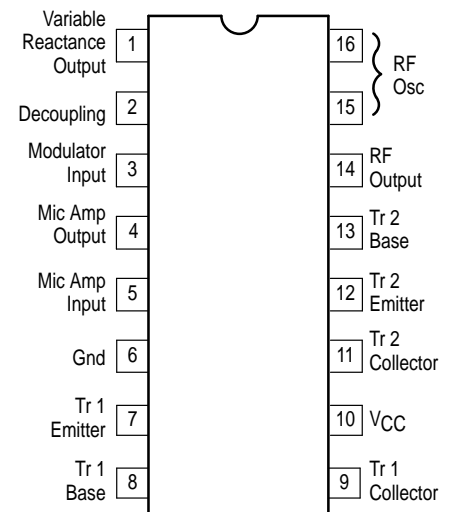 Variable
Reactance
Output
1
Decoupling
2
Modulator
Input
3
Mic Amp
Output
4
Mic Amp
Input
5
Gnd
6
Tr 1
Emitter
7
Tr 1
Base
8
16
15
RF
Osc
14
RF
Output
13
Tr 2
Base
12
Tr 2
Emitter
11
Tr 2
Collector
10
VCC
9
Tr 1
Collector